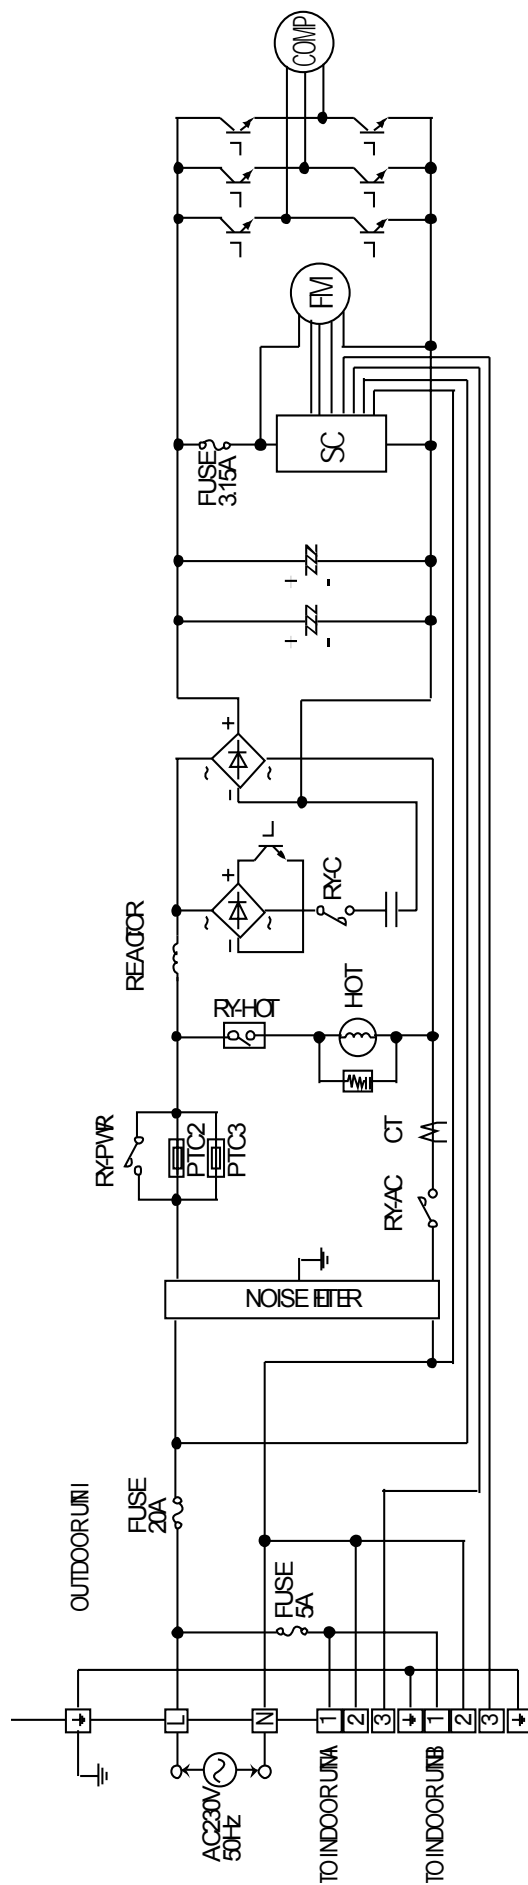 COMP
FM
SC
FUSE
3.15A
+
-
+
-
+
~
~
-
+
~
~
-
RY-C
REACTOR
RY-HOT
HOT
RY-PWR
PTC2
PTC3
CT
RY-AC
NOISE FILTER
OUTDOOR UNIT
FUSE
20A
FUSE
5A
L
N
1
2
3
1
2
3
AC230V
50Hz
TO INDOOR UNITA
TO INDOOR UNITB